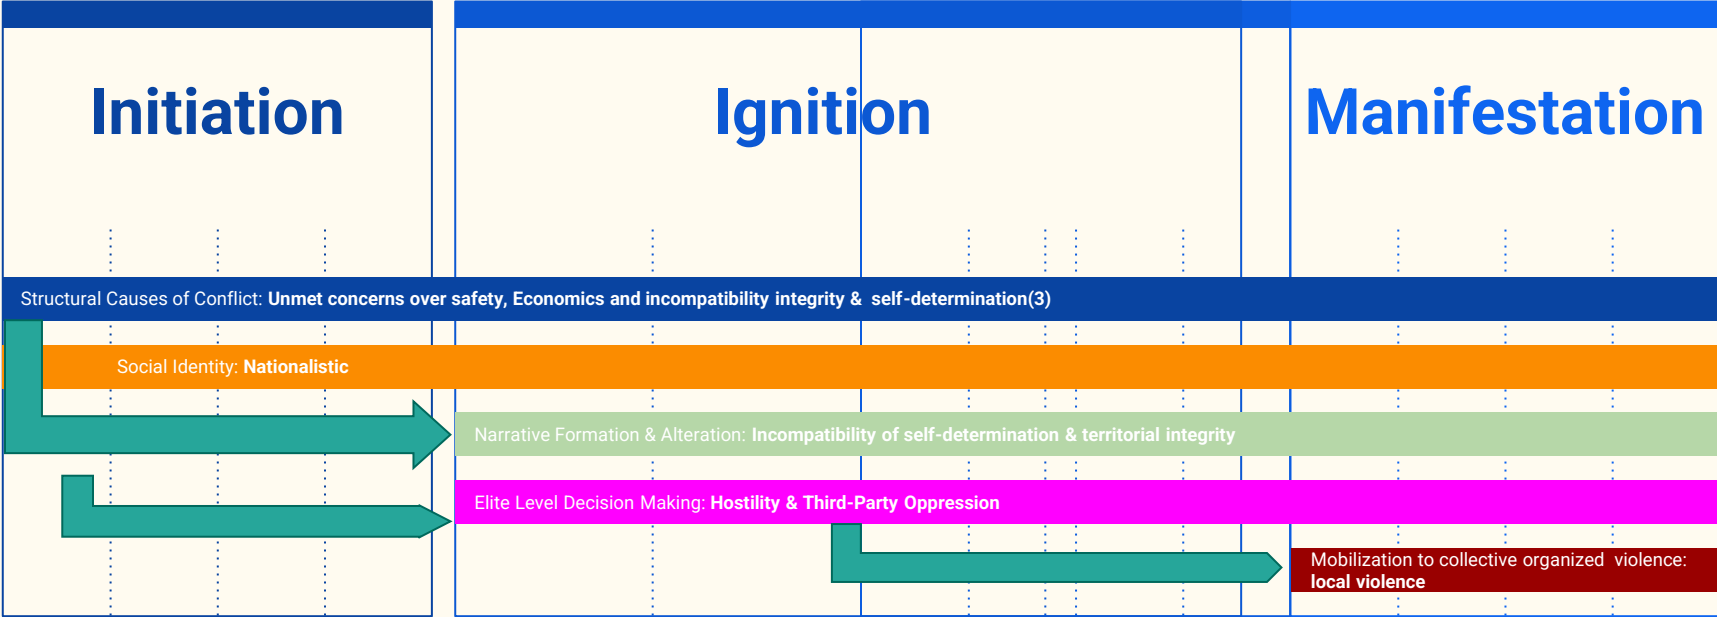 Initiation
Ignition
Manifestation
Structural Causes of Conflict: Unmet concerns over safety, Economics and incompatibility integrity & self-determination(3)
Social Identity: Nationalistic
Narrative Formation & Alteration: Incompatibility of self-determination & territorial integrity
Elite Level Decision Making: Hostility & Third-Party Oppression
Mobilization to collective organized violence:
local violence